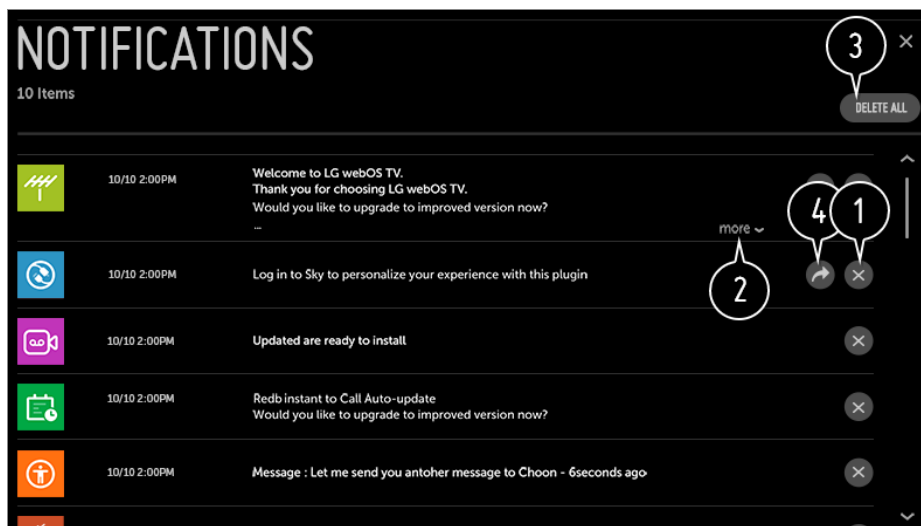 NOTIFICATIONS
3
10 Items
DELETE ALL
10/10 2:00PM
Welcome to LG webOS TV.
Thank you for choosing LG webOS TV.
Would you like to upgrade to improved version now?
...
more
4
1
2
10/10 2:00PM
Log in to Sky to personalize your experience with this plugin
10/10 2:00PM
Updated are ready to install
10/10 2:00PM
Redb instant to Call Auto-update
Would you like to upgrade to improved version now?
10/10 2:00PM
Message : Let me send you antoher message to Choon - 6seconds ago